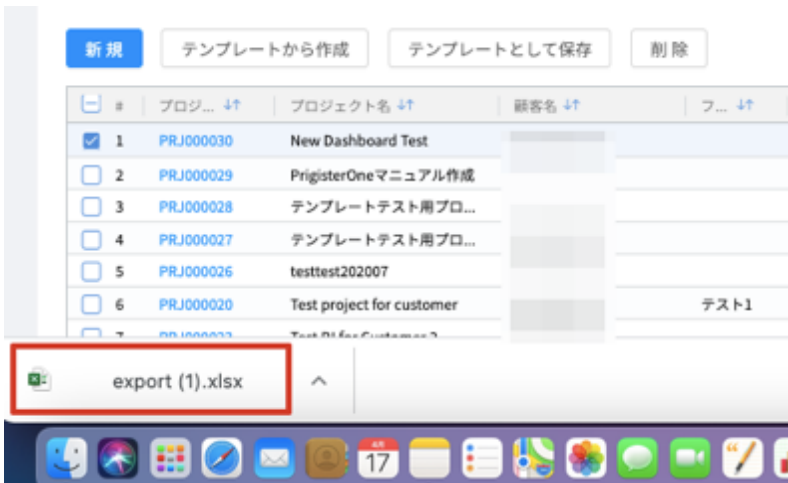 新規 テンプレートから作成 テンプレートとして保存 削除
# プロジ... プロジェクト名 顧客名 フ...
1 PRJ000030 New Dashboard Test
2 PRJ000029 PrigisterOneマニュアル作成
3 PRJ000028 テンプレートテスト用プロ...
4 PRJ000027 テンプレートテスト用プロ...
5 PRJ000026 testtest202007
6 PRJ000020 Test project for customer テスト1
export (1).xlsx
17